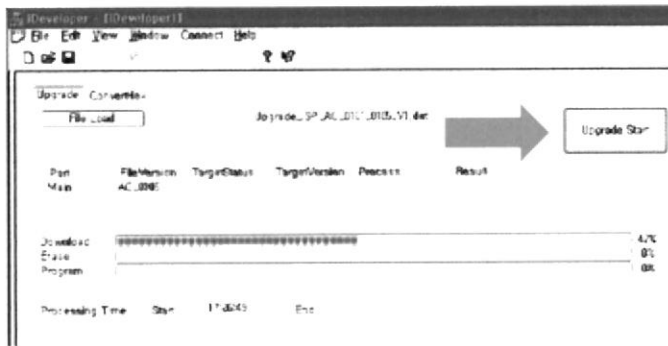 IDeveloper - [IDeveloper1]
File Edit View Window Connect Help
Upgrade ConvertHex
File Load
Upgrade Start
Part FileVersion TargetStatus TargetVersion Process Result
Main
Download 47%
Erase 0%
Program 0%
Processing Time Start End